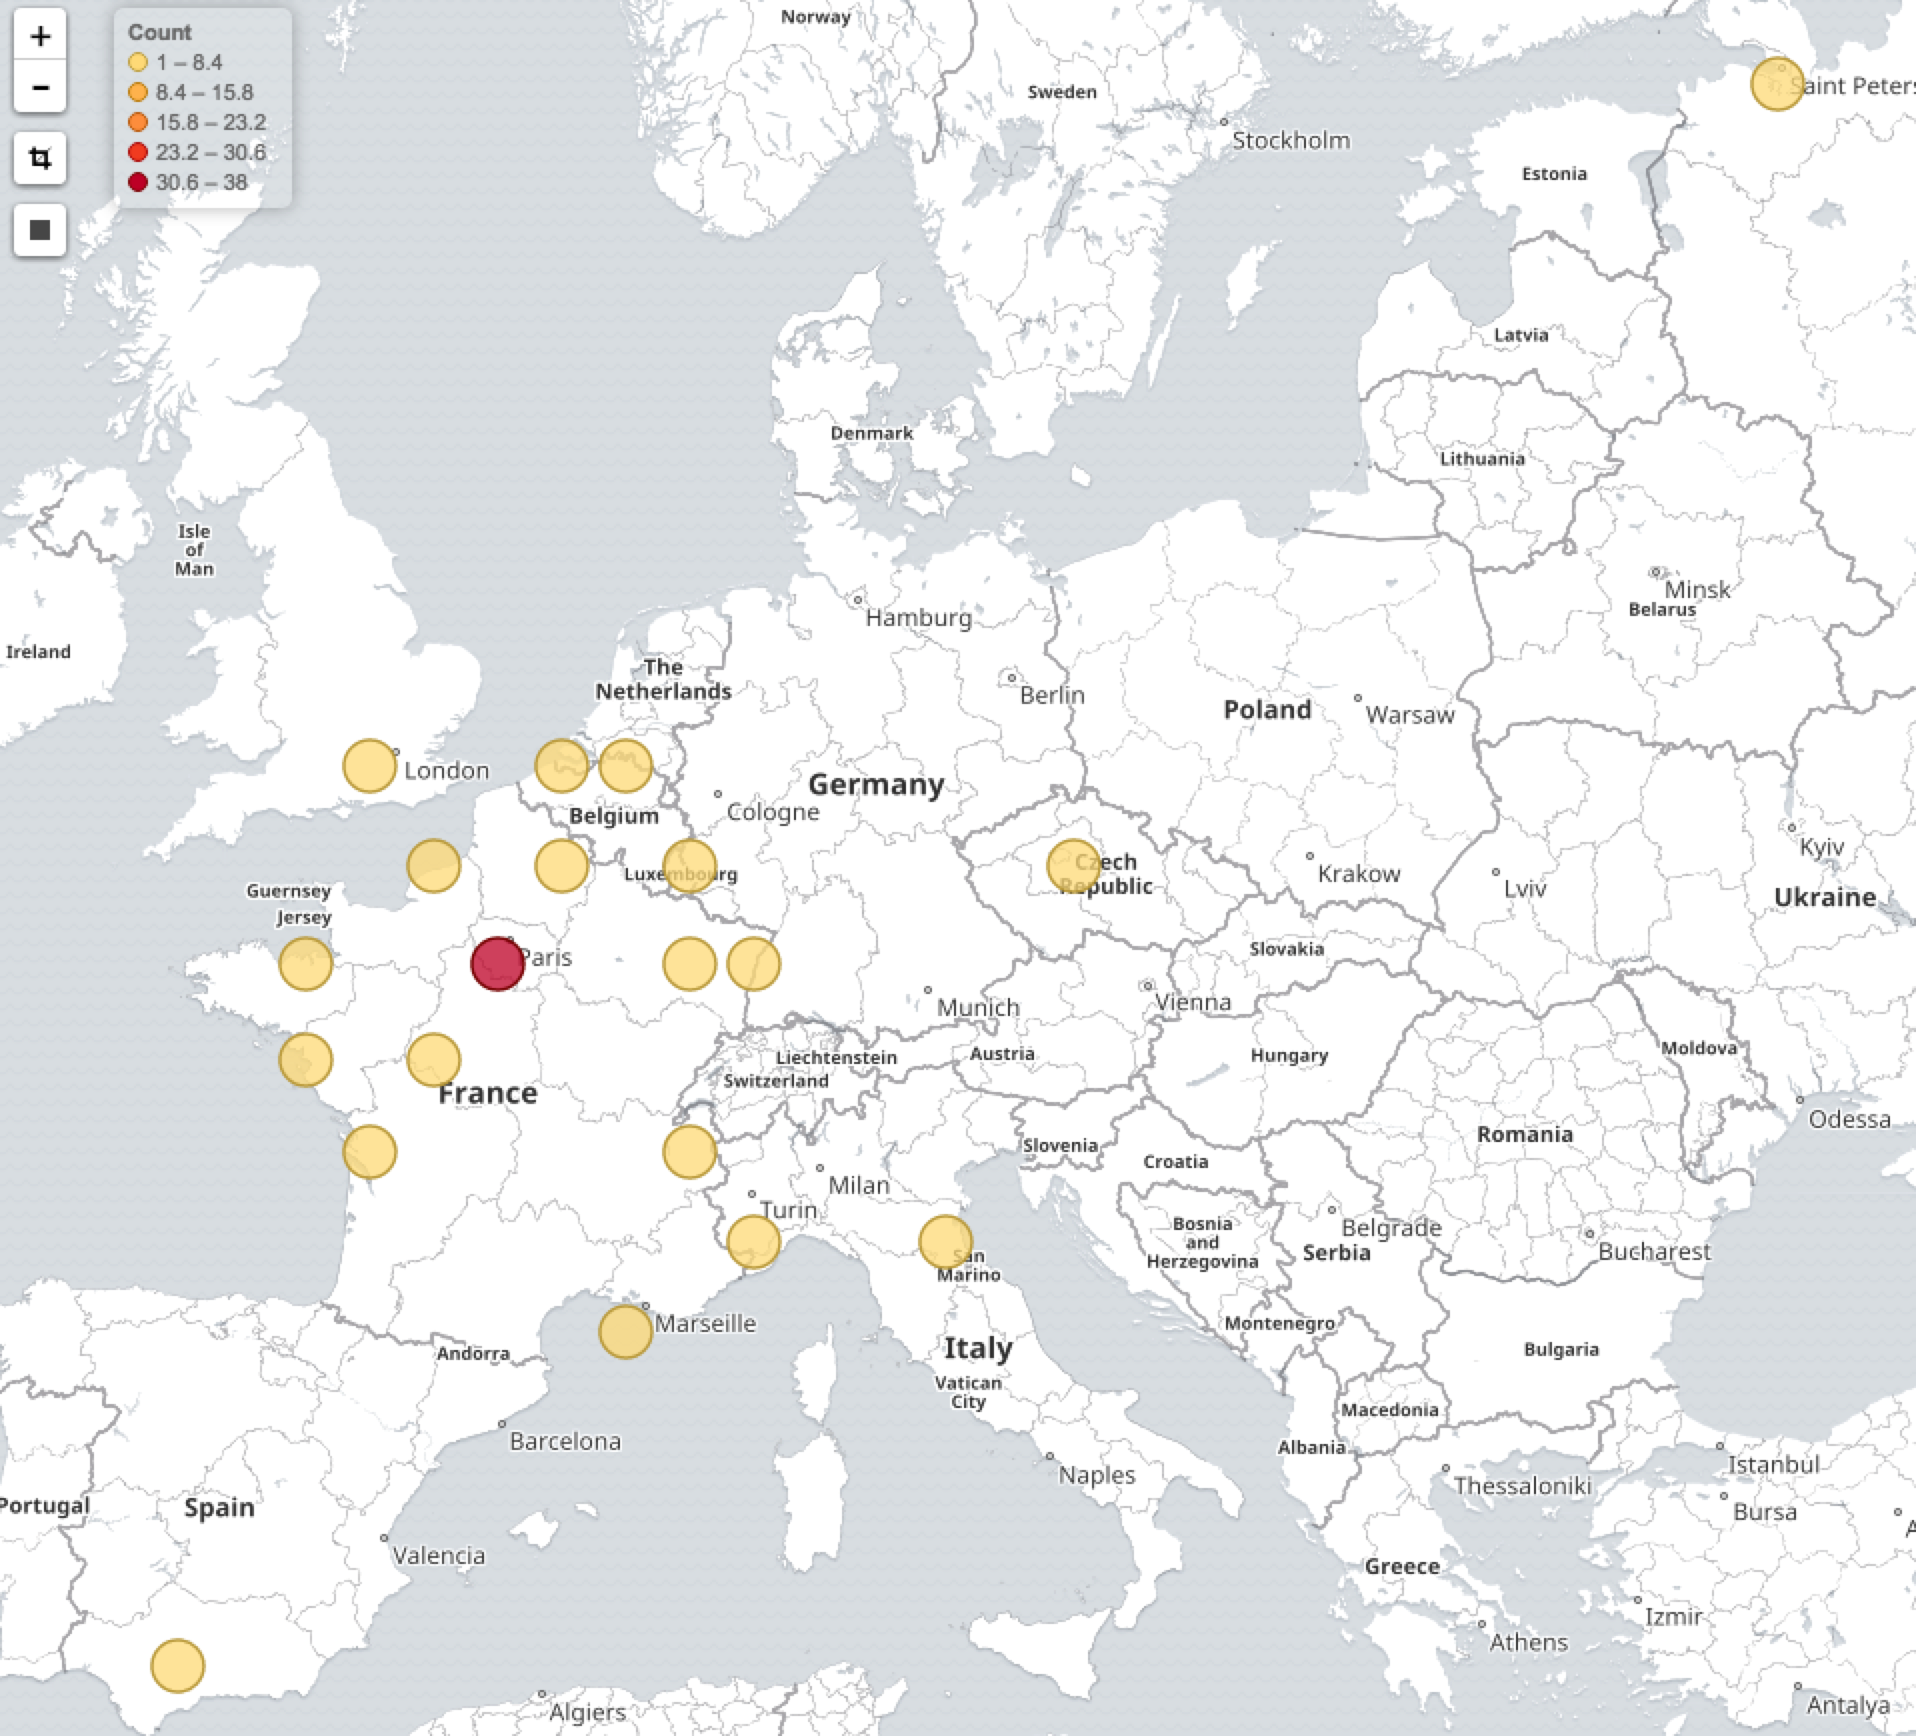 +
−
Count
1 – 8.4
8.4 – 15.8
15.8 – 23.2
23.2 – 30.6
30.6 – 38
Norway
Sweden
Stockholm
Saint Peters
Estonia
Latvia
Lithuania
Denmark
Isle
of
Man
Ireland
Minsk
Belarus
Hamburg
The
Netherlands
Berlin
Poland
Warsaw
London
Germany
Cologne
Belgium
Luxembourg
Czech
Republic
Krakow
Lviv
Kyiv
Ukraine
Guernsey
Jersey
Paris
Slovakia
Munich
Vienna
Liechtenstein
Switzerland
Austria
Hungary
Moldova
France
Odessa
Slovenia
Croatia
Romania
Milan
Turin
Bosnia
and
Herzegovina
Belgrade
Serbia
Bucharest
San
Marino
Marseille
Montenegro
Andorra
Italy
Bulgaria
Vatican
City
Macedonia
Barcelona
Albania
Naples
Thessaloniki
Istanbul
Bursa
A
Portugal
Spain
Valencia
Greece
Izmir
Athens
Algiers
Antalya